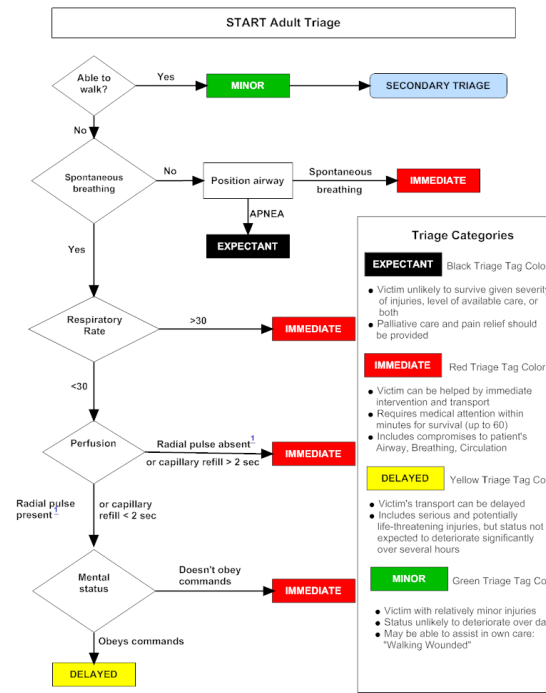 START Adult Triage
Able to
walk?
Yes
MINOR
SECONDARY TRIAGE
No
Spontaneous
breathing
No
Position airway
Spontaneous
breathing
IMMEDIATE
APNEA
EXPECTANT
Yes
Respiratory
Rate
>30
IMMEDIATE
<30
Perfusion
Radial pulse absent1
or capillary refill > 2 sec
IMMEDIATE
Radial pulse
present1
or capillary
refill < 2 sec
Mental
status
Doesn't obey
commands
IMMEDIATE
Obeys commands
DELAYED
Triage Categories
EXPECTANT Black Triage Tag Colo
• Victim unlikely to survive given severity
of injuries, level of available care, or
both
• Palliative care and pain relief should
be provided
IMMEDIATE Red Triage Tag Color
• Victim can be helped by immediate
intervention and transport
• Requires medical attention within
minutes for survival (up to 60)
• Includes compromises to patient's
Airway, Breathing, Circulation
DELAYED Yellow Triage Tag Co
• Victim's transport can be delayed
• Includes serious and potentially
life-threatening injuries, but status not
expected to deteriorate significantly
over several hours
MINOR Green Triage Tag Co
• Victim with relatively minor injuries
• Status unlikely to deteriorate over da
• May be able to assist in own care:
"Walking Wounded"